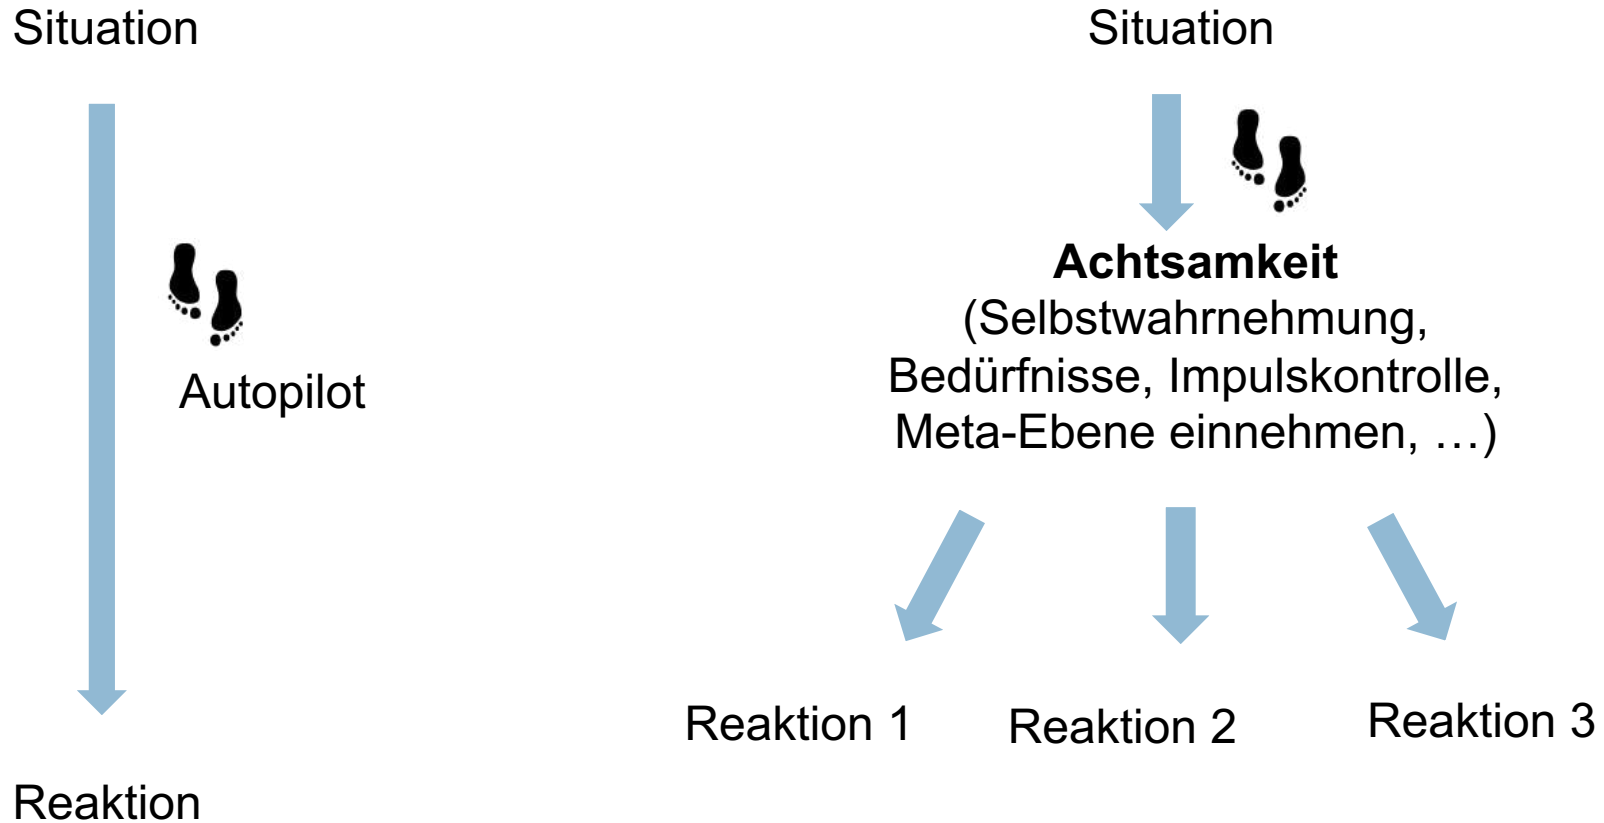 Situation
Autopilot
Reaktion
Situation
Achtsamkeit
(Selbstwahrnehmung,
Bedürfnisse, Impulskontrolle,
Meta-Ebene einnehmen, …)
Reaktion 1
Reaktion 2
Reaktion 3